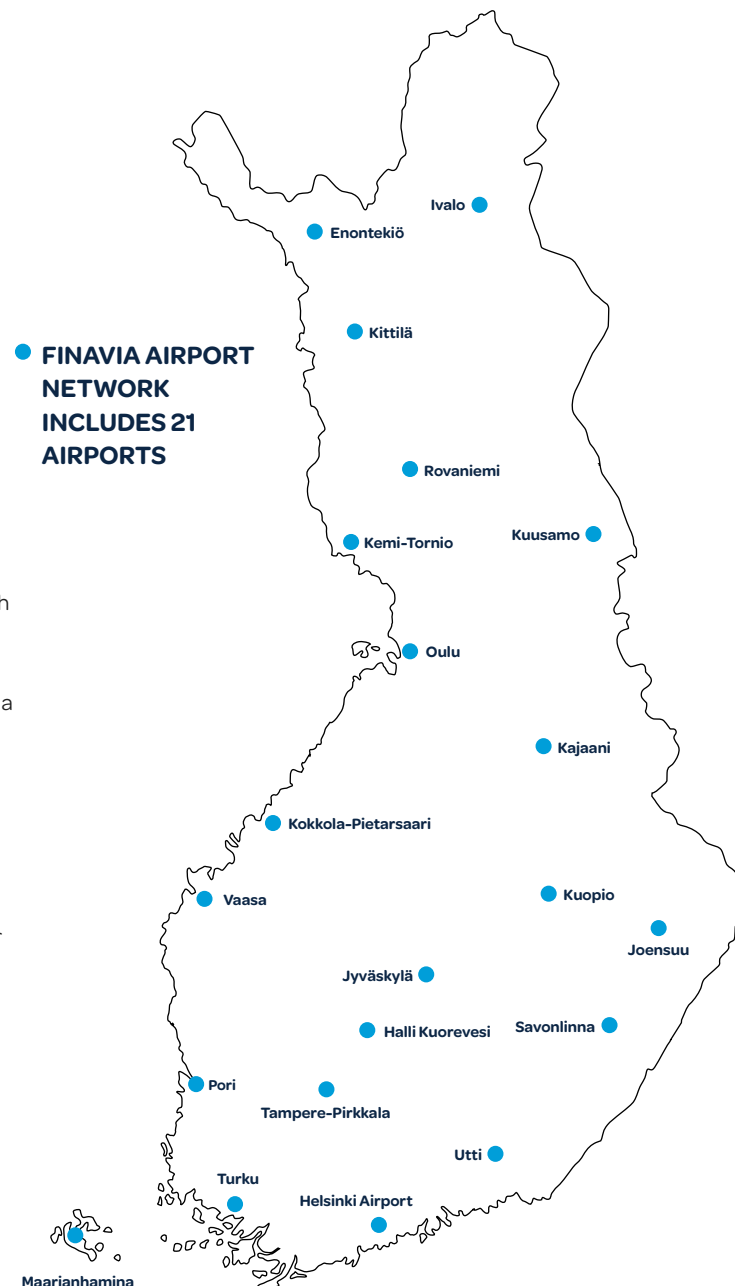 Ivalo
Enontekiö
Kittilä
FINAVIA AIRPORT
NETWORK
INCLUDES 21
AIRPORTS
Rovaniemi
Kemi-Tornio
Kuusamo
h
Oulu
a
Kajaani
Kokkola-Pietarsaari
Vaasa
Kuopio
Joensuu
Jyväskylä
Savonlinna
Halli Kuorevesi
Pori
Tampere-Pirkkala
Utti
Turku
Helsinki Airport
Maarianhamina